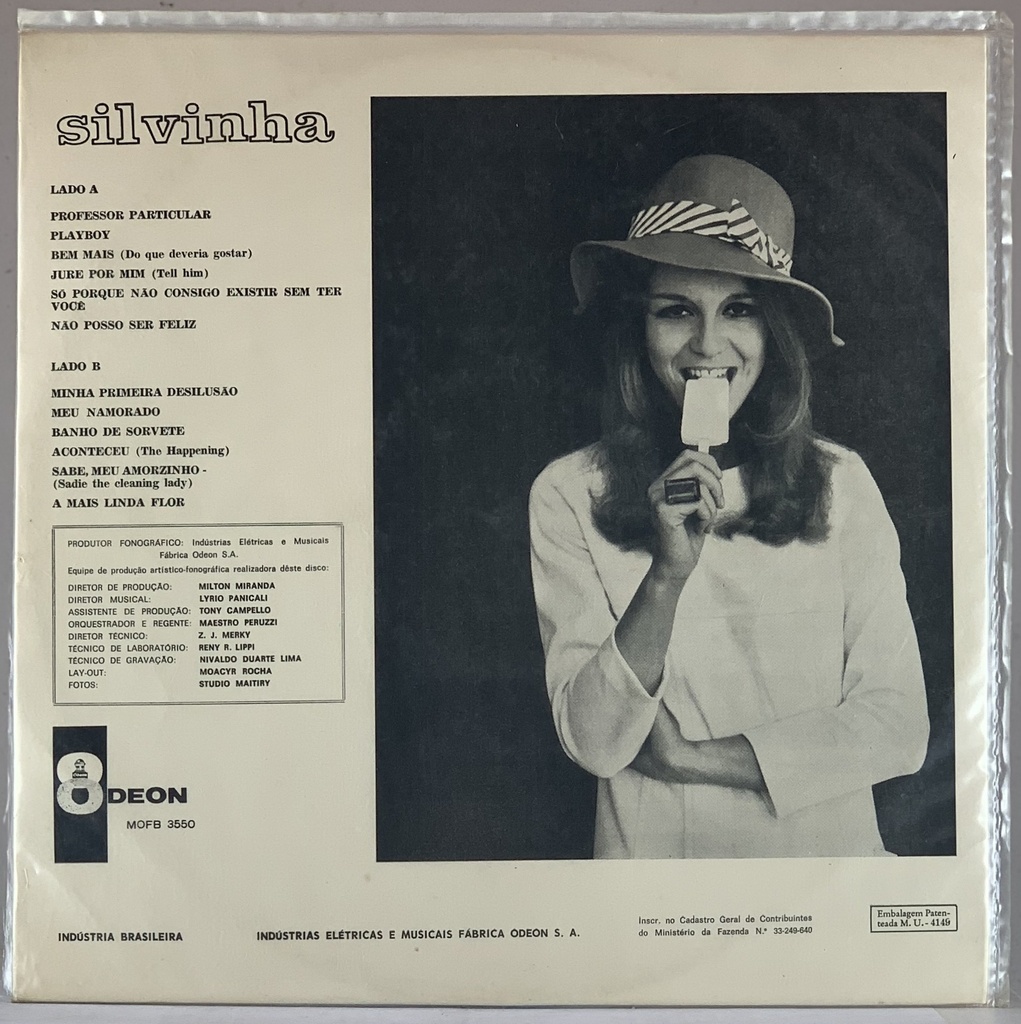 silvinha
LADO A
PROFESSOR PARTICULAR
PLAYBOY
BEM MAIS (Do que deveria gostar)
JURE POR MIM (Tell him)
SÓ PORQUE NÃO CONSIGO EXISTIR SEM TER
VOCÊ
NÃO POSSO SER FELIZ
LADO B
MINHA PRIMEIRA DESILUSÃO
MEU NAMORADO
BANHO DE SORVETE
ACONTECEU (The Happening)
SABE, MEU AMORZINHO -
(Sadie the cleaning lady)
A MAIS LINDA FLOR
PRODUTOR FONOGRÁFICO: Indústrias Elétricas e Musicais
Fábrica Odeon S.A.
Equipe de produção artístico-fonográfica realizadora dêste disco:
DIRETOR DE PRODUÇÃO: MILTON MIRANDA
DIRETOR MUSICAL: LYRIO PANICALI
ASSISTENTE DE PRODUÇÃO: TONY CAMPELLO
ORQUESTRADOR E REGENTE: MAESTRO PERUZZI
DIRETOR TÉCNICO: Z. J. MERKY
TÉCNICO DE LABORATÓRIO: RENY R. LIPPI
TÉCNICO DE GRAVAÇÃO: NIVALDO DUARTE LIMA
LAY-OUT: MOACYR ROCHA
FOTOS: STUDIO MAITIRY
ODEON
MOFB 3550
INDÚSTRIA BRASILEIRA
INDÚSTRIAS ELÉTRICAS E MUSICAIS FÁBRICA ODEON S. A.
Inscr. no Cadastro Geral de Contribuintes
do Ministério da Fazenda N.º 33-249-640
Embalagem Paten-
teada M. U. - 4149